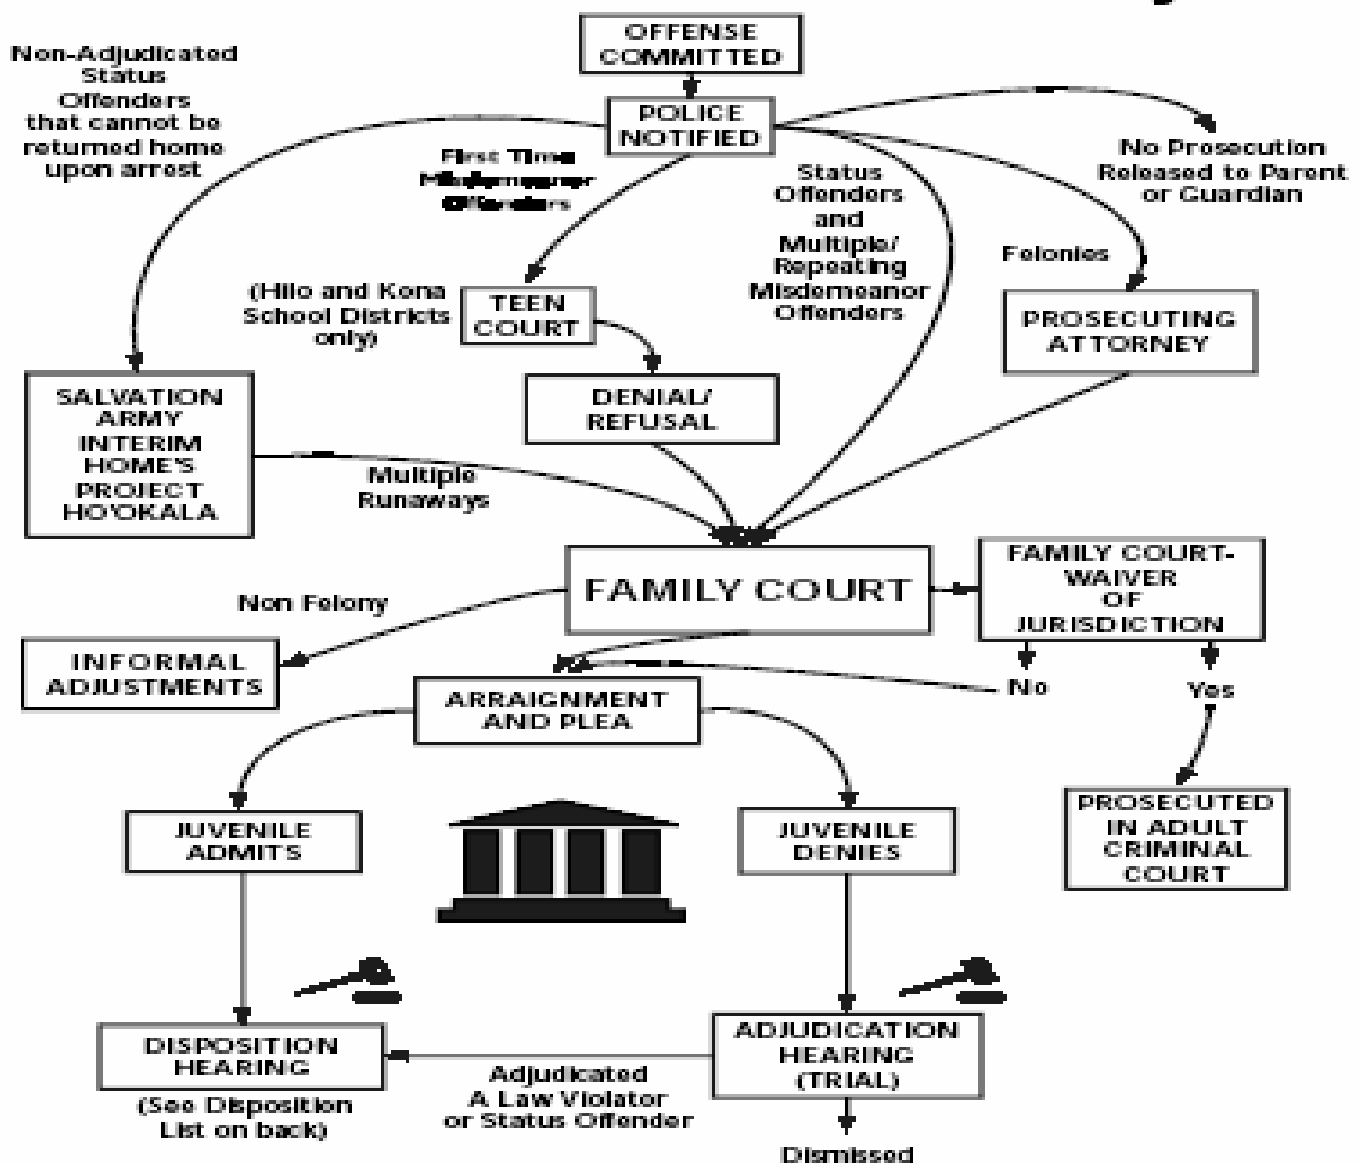 OFFENSE
COMMITTED
POLICE
NOTIFIED
Non-Adjudicated
Status
Offenders
that cannot be
returned home
upon arrest
First Time
Misdemeanor
Offenders
Status
Offenders
and
Multiple/
Repeating
Misdemeanor
Offenders
No Prosecution
Released to Parent
or Guardian
Felonies
(Hilo and Kona
School Districts
only)
TEEN
COURT
PROSECUTING
ATTORNEY
DENIAL/
REFUSAL
SALVATION
ARMY
INTERIM
HOME'S
PROJECT
HO'OKALA
Multiple
Runaways
FAMILY COURT
FAMILY COURT-
WAIVER
OF
JURISDICTION
Non Felony
INFORMAL
ADJUSTMENTS
No
Yes
ARRAIGNMENT
AND PLEA
PROSECUTED
IN ADULT
CRIMINAL
COURT
JUVENILE
ADMITS
JUVENILE
DENIES
DISPOSITION
HEARING
(See Disposition
List on back)
Adjudicated
A Law Violator
or Status Offender
ADJUDICATION
HEARING
(TRIAL)
Dismissed